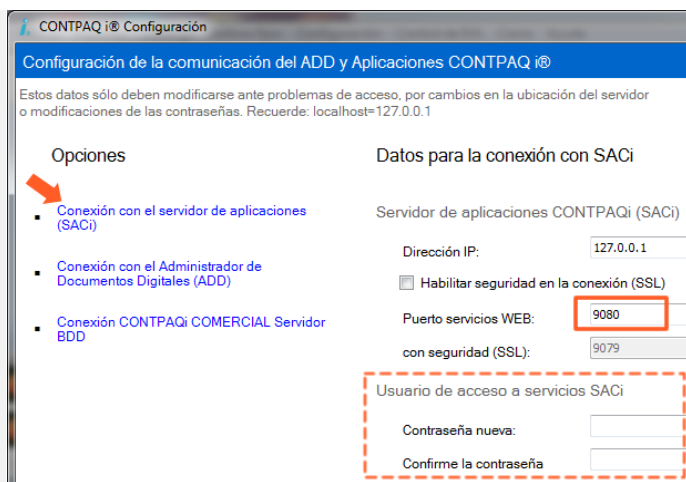 CONTPAQ i® Configuración
Configuración de la comunicación del ADD y Aplicaciones CONTPAQ i®
Estos datos sólo deben modificarse ante problemas de acceso, por cambios en la ubicación del servidor
o modificaciones de las contraseñas. Recuerde: localhost=127.0.0.1
Opciones
Conexión con el servidor de aplicaciones
(SACi)
Conexión con el Administrador de
Documentos Digitales (ADD)
Conexión CONTPAQi COMERCIAL Servidor
BDD
Datos para la conexión con SACi
Servidor de aplicaciones CONTPAQi (SACi)
Dirección IP: 127.0.0.1
Habilitar seguridad en la conexión (SSL)
Puerto servicios WEB: 9080
con seguridad (SSL): 9079
Usuario de acceso a servicios SACi
Contraseña nueva:
Confirme la contraseña